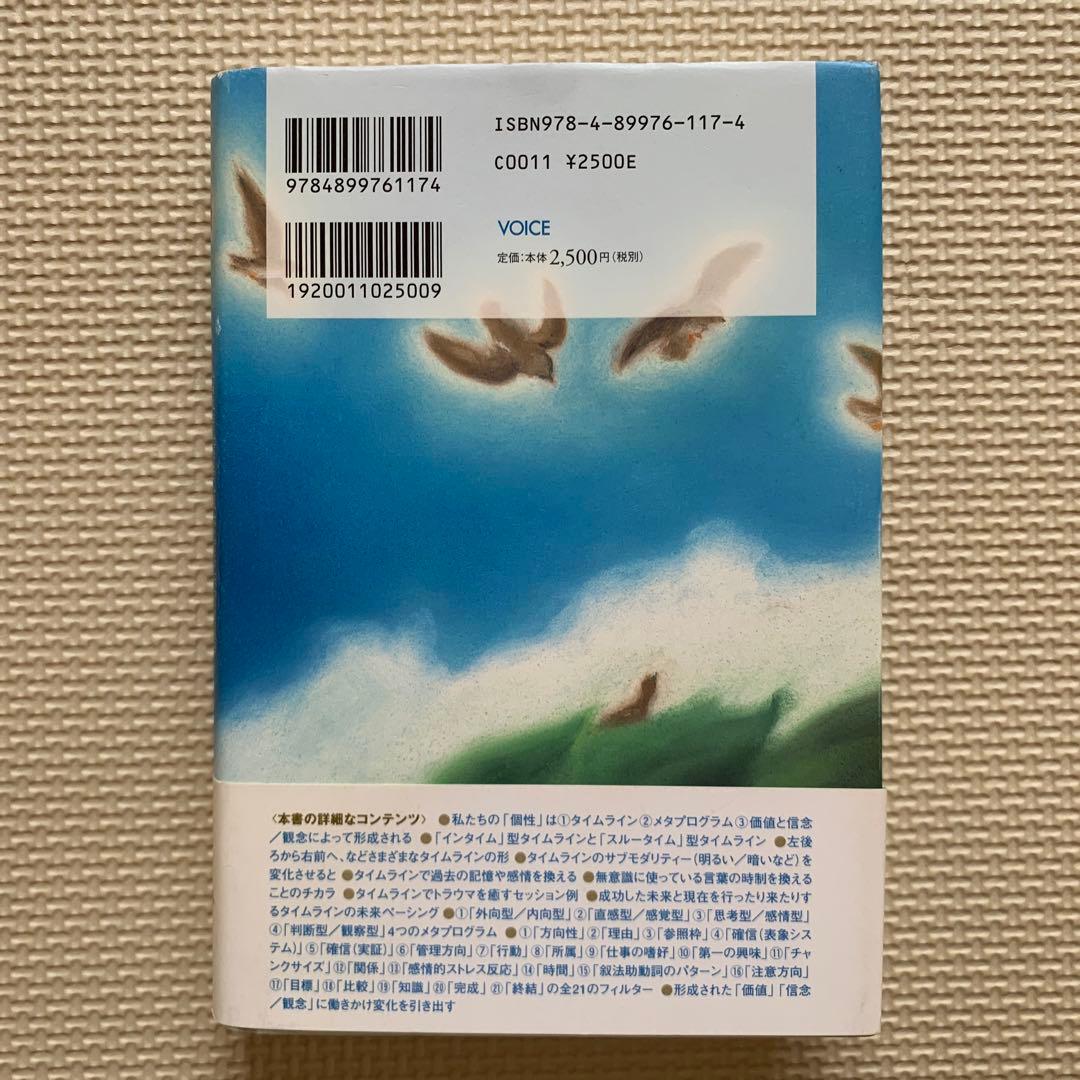 ISBN978-4-89976-117-4
C0011 ¥2500E
9784899761174
VOICE
定価:本体2,500円(税別)
1920011025009
〈本書の詳細なコンテンツ〉 ●私たちの「個性」は①タイムライン②メタプログラム③価値と信念
/観念によって形成される ●「インタイム」型タイムラインと「スルータイム」型タイムライン ●左後
ろから右前へ、などさまざまなタイムラインの形 ●タイムラインのサブモダリティー(明るい/暗いなど)を
変化させると ●タイムラインで過去の記憶や感情を換える ●無意識に使っている言葉の時制を換える
ことのチカラ ●タイムラインでトラウマを癒すセッション例 ●成功した未来と現在を行ったり来たりす
るタイムラインの未来ペーシング ●①「外向型/内向型」②「直感型/感覚型」③「思考型/感情型」
④「判断型/観察型」4つのメタプログラム ●①「方向性」②「理由」③「参照枠」④「確信(表象シス
テム)」⑤「確信(実証)」⑥「管理方向」⑦「行動」⑧「所属」⑨「仕事の嗜好」⑩「第一の興味」⑪「チャ
ンクサイズ」⑫「関係」⑬「感情的ストレス反応」⑭「時間」⑮「叙法助動詞のパターン」⑯「注意方向」
⑰「目標」⑱「比較」⑲「知識」⑳「完成」㉑「終結」の全21のフィルター ●形成された「価値」「信念
/観念」に働きかけ変化を引き出す